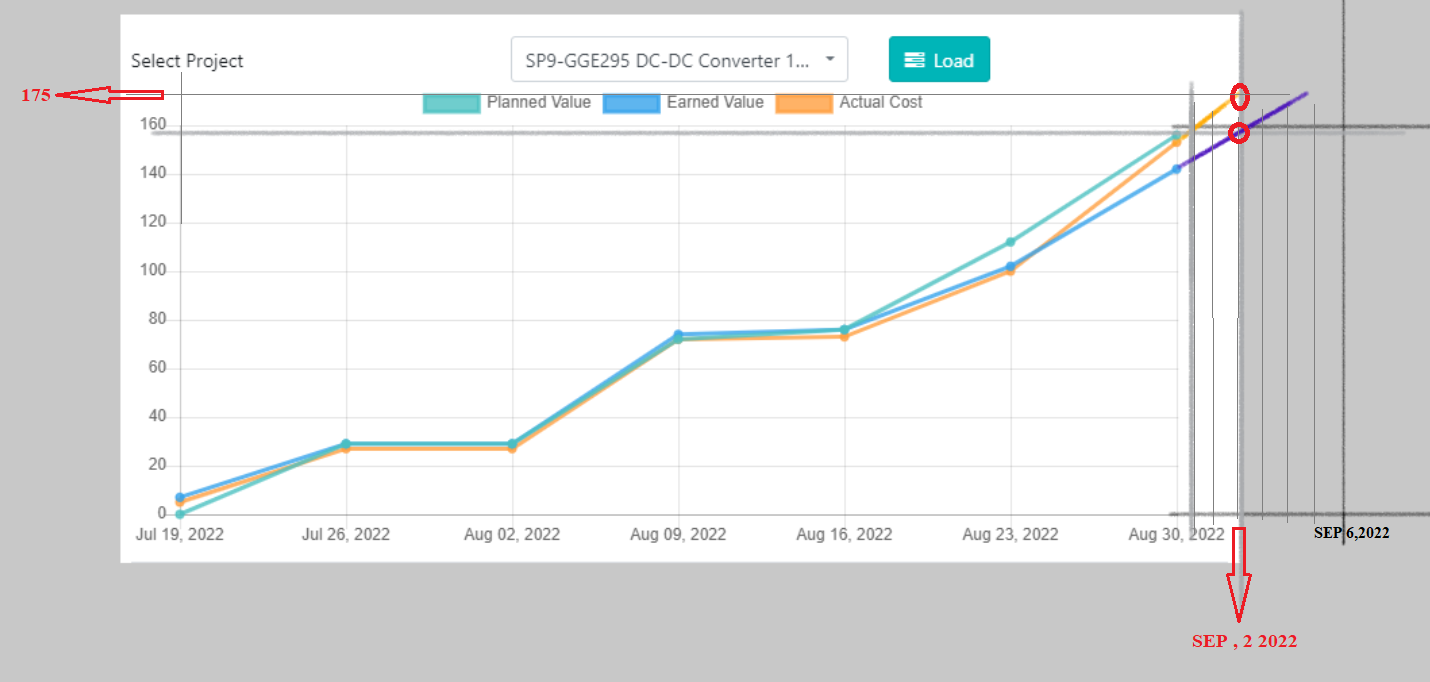 Select Project
SP9-GGE295 DC-DC Converter 1...
Load
175
Planned Value Earned Value Actual Cost
160
140
120
100
80
60
40
20
0
Jul 19, 2022 Jul 26, 2022 Aug 02, 2022 Aug 09, 2022 Aug 16, 2022 Aug 23, 2022 Aug 30, 2022 SEP 6,2022
SEP , 2 2022